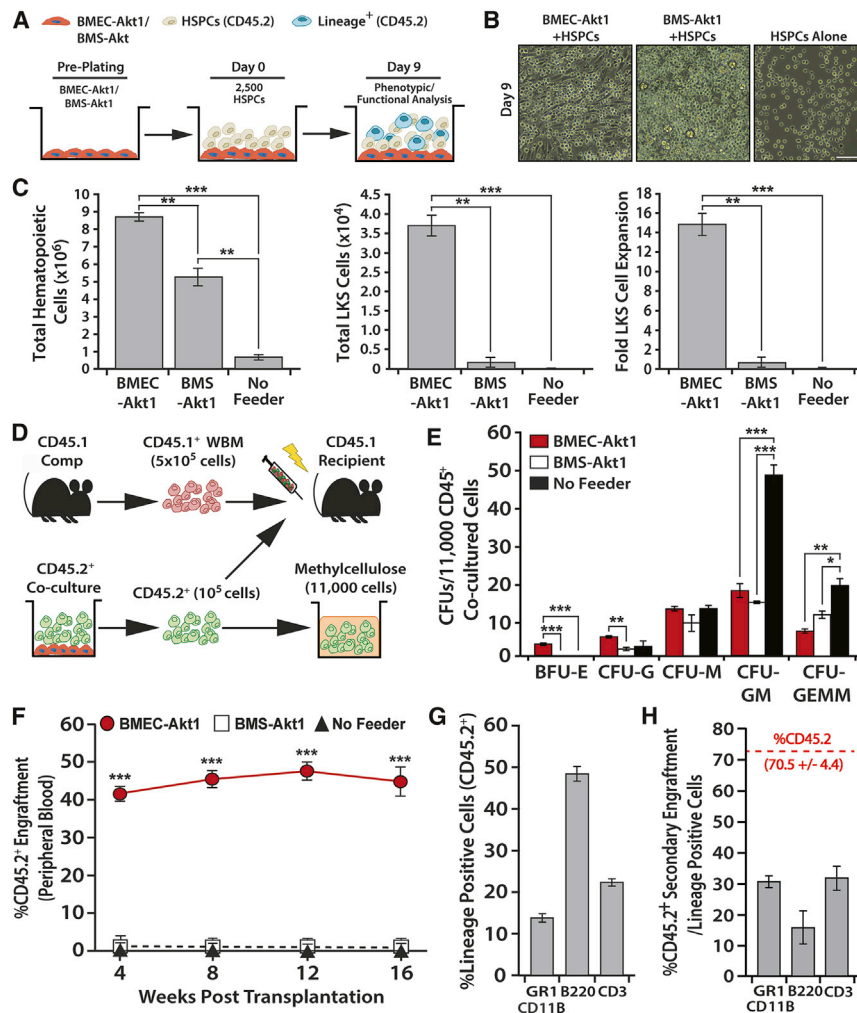 A
BMEC-Akt1/
BMS-Akt
HSPCs (CD45.2)
Lineage+ (CD45.2)
Pre-Plating
BMEC-Akt1/
BMS-Akt1
Day 0
2,500
HSPCs
Day 9
Phenotypic/
Functional Analysis
B
BMEC-Akt1
+HSPCs
BMS-Akt1
+HSPCs
HSPCs Alone
Day 9
C
Total Hematopoietic
Cells (x10⁶)
10
9
8
7
6
5
4
3
2
1
0
***
**
**
BMEC
-Akt1
BMS
-Akt1
No
Feeder
Total LKS Cells (x10⁴)
4.5
4
3.5
3
2.5
2
1.5
1
0.5
0
***
**
BMEC
-Akt1
BMS
-Akt1
No
Feeder
Fold LKS Cell Expansion
18
16
14
12
10
8
6
4
2
0
***
**
BMEC
-Akt1
BMS
-Akt1
No
Feeder
D
CD45.1
Comp
CD45.1+ WBM
(5x10⁵ cells)
CD45.1
Recipient
CD45.2+
Co-culture
CD45.2+ (10⁵ cells)
Methylcellulose
(11,000 cells)
E
CFUs/11,000 CD45+
Co-cultured Cells
60
50
40
30
20
10
0
BMEC-Akt1
BMS-Akt1
No Feeder
***
***
**
***
***
**
*
BFU-E
CFU-G
CFU-M
CFU-
GM
CFU-
GEMM
F
%CD45.2+ Engraftment
(Peripheral Blood)
60
50
40
30
20
10
0
BMEC-Akt1
BMS-Akt1
No Feeder
***
***
***
***
4
8
12
16
Weeks Post Transplantation
G
%Lineage Positive Cells (CD45.2+)
60
50
40
30
20
10
0
GR1
CD11B
B220
CD3
H
%CD45.2+ Secondary Engraftment
/Lineage Positive Cells
80
70
60
50
40
30
20
10
0
%CD45.2
(70.5 +/- 4.4)
GR1
CD11B
B220
CD3